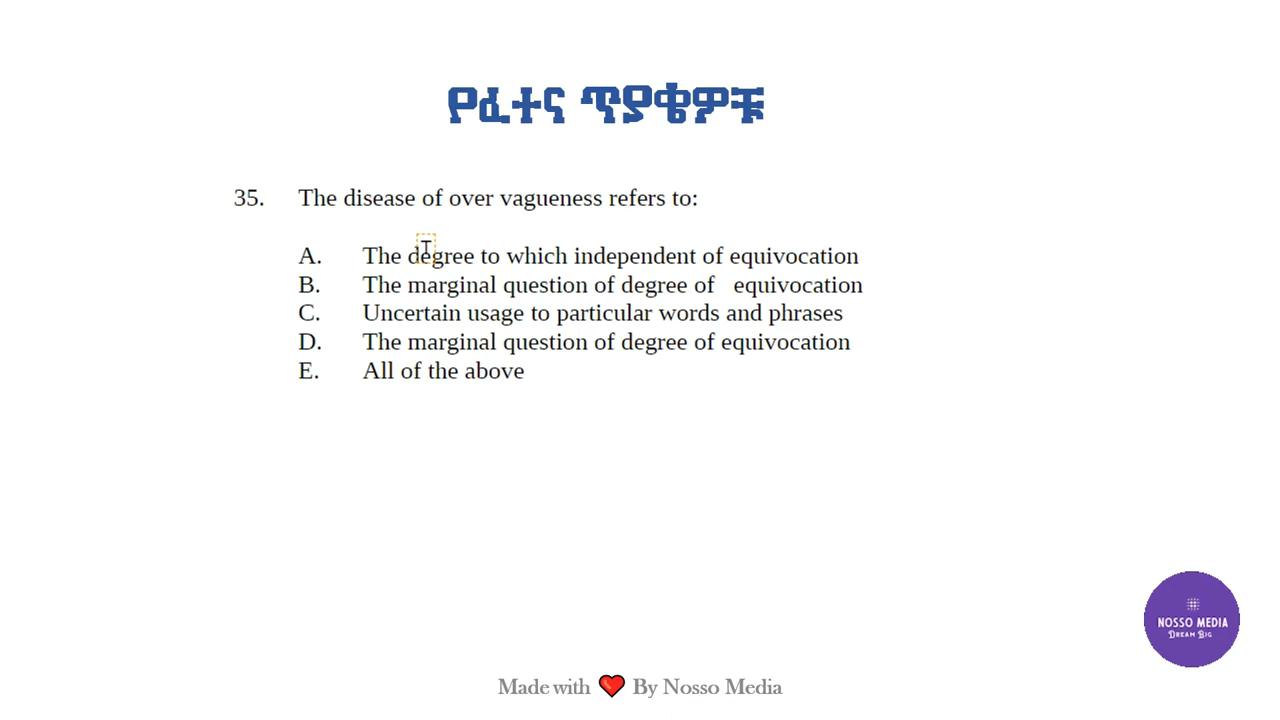 የፈተና ጥያቄዎቹ
35. The disease of over vagueness refers to:
A. The degree to which independent of equivocation
B. The marginal question of degree of equivocation
C. Uncertain usage to particular words and phrases
D. The marginal question of degree of equivocation
E. All of the above
NOSSO MEDIA
DREAM BIG
Made with ❤️ By Nosso Media